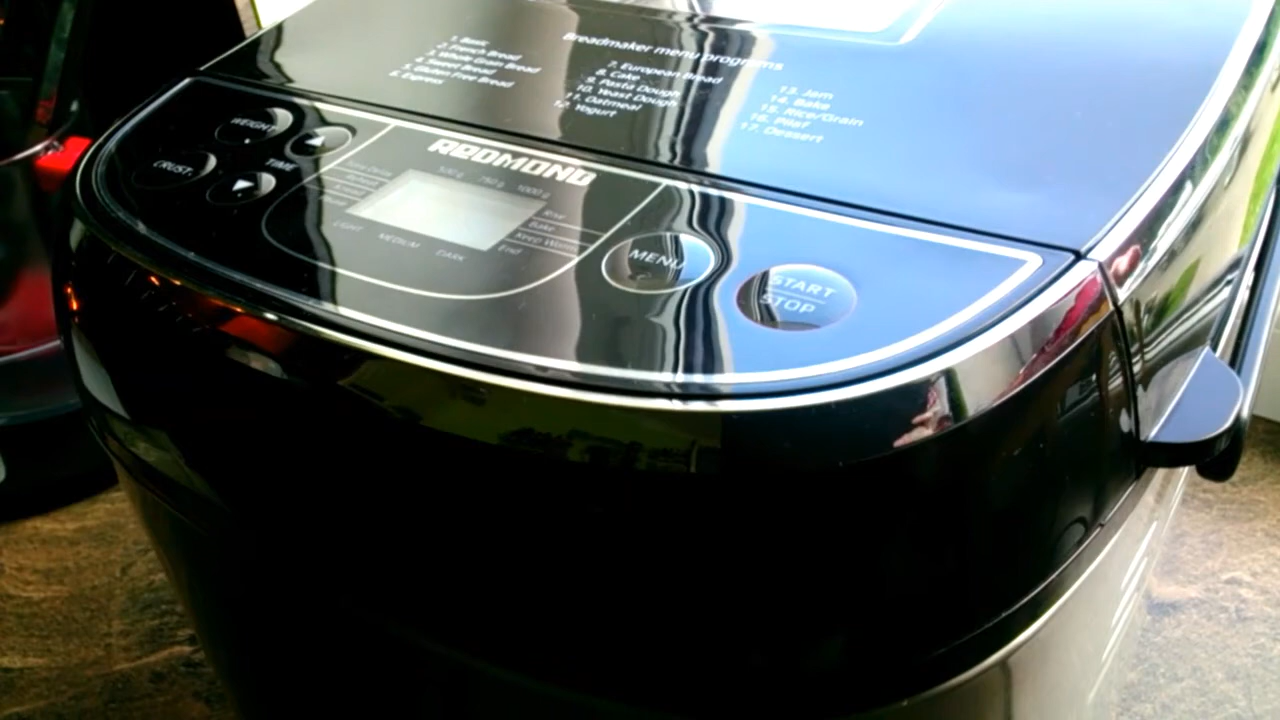 Breadmaker menu programs
1. Basic
2. French Bread
3. Whole Grain Bread
4. Sweet Bread
5. Gluten Free Bread
6. Express
7. European Bread
8. Cake
9. Pasta Dough
10. Yeast Dough
11. Oatmeal
12. Yogurt
13. Jam
14. Bake
15. Rice/Grain
16. Pilaf
17. Dessert
WEIGHT
CRUST
TIME
REDMOND
500 g 750 g 1000 g
Time Delay
LIGHT MEDIUM DARK
Rise
Bake
Keep Warm
End
MENU
START
STOP